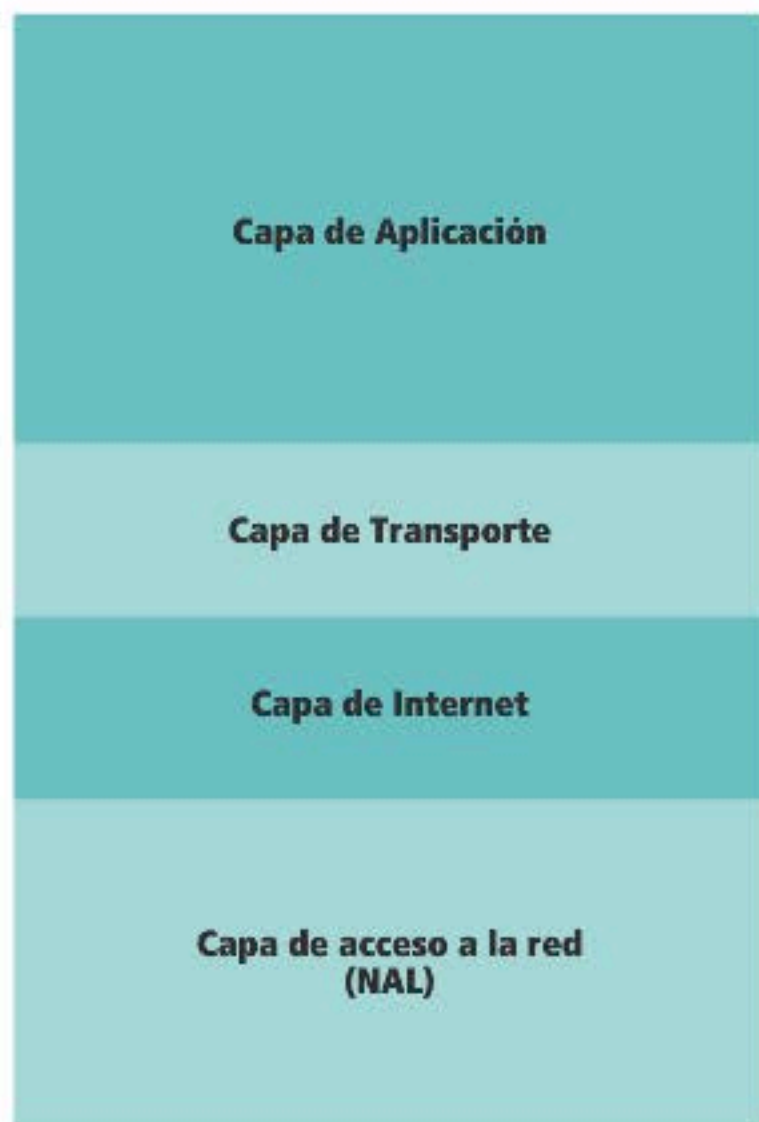 Capa de Aplicación
Capa de Transporte
Capa de Internet
Capa de acceso a la red
(NAL)